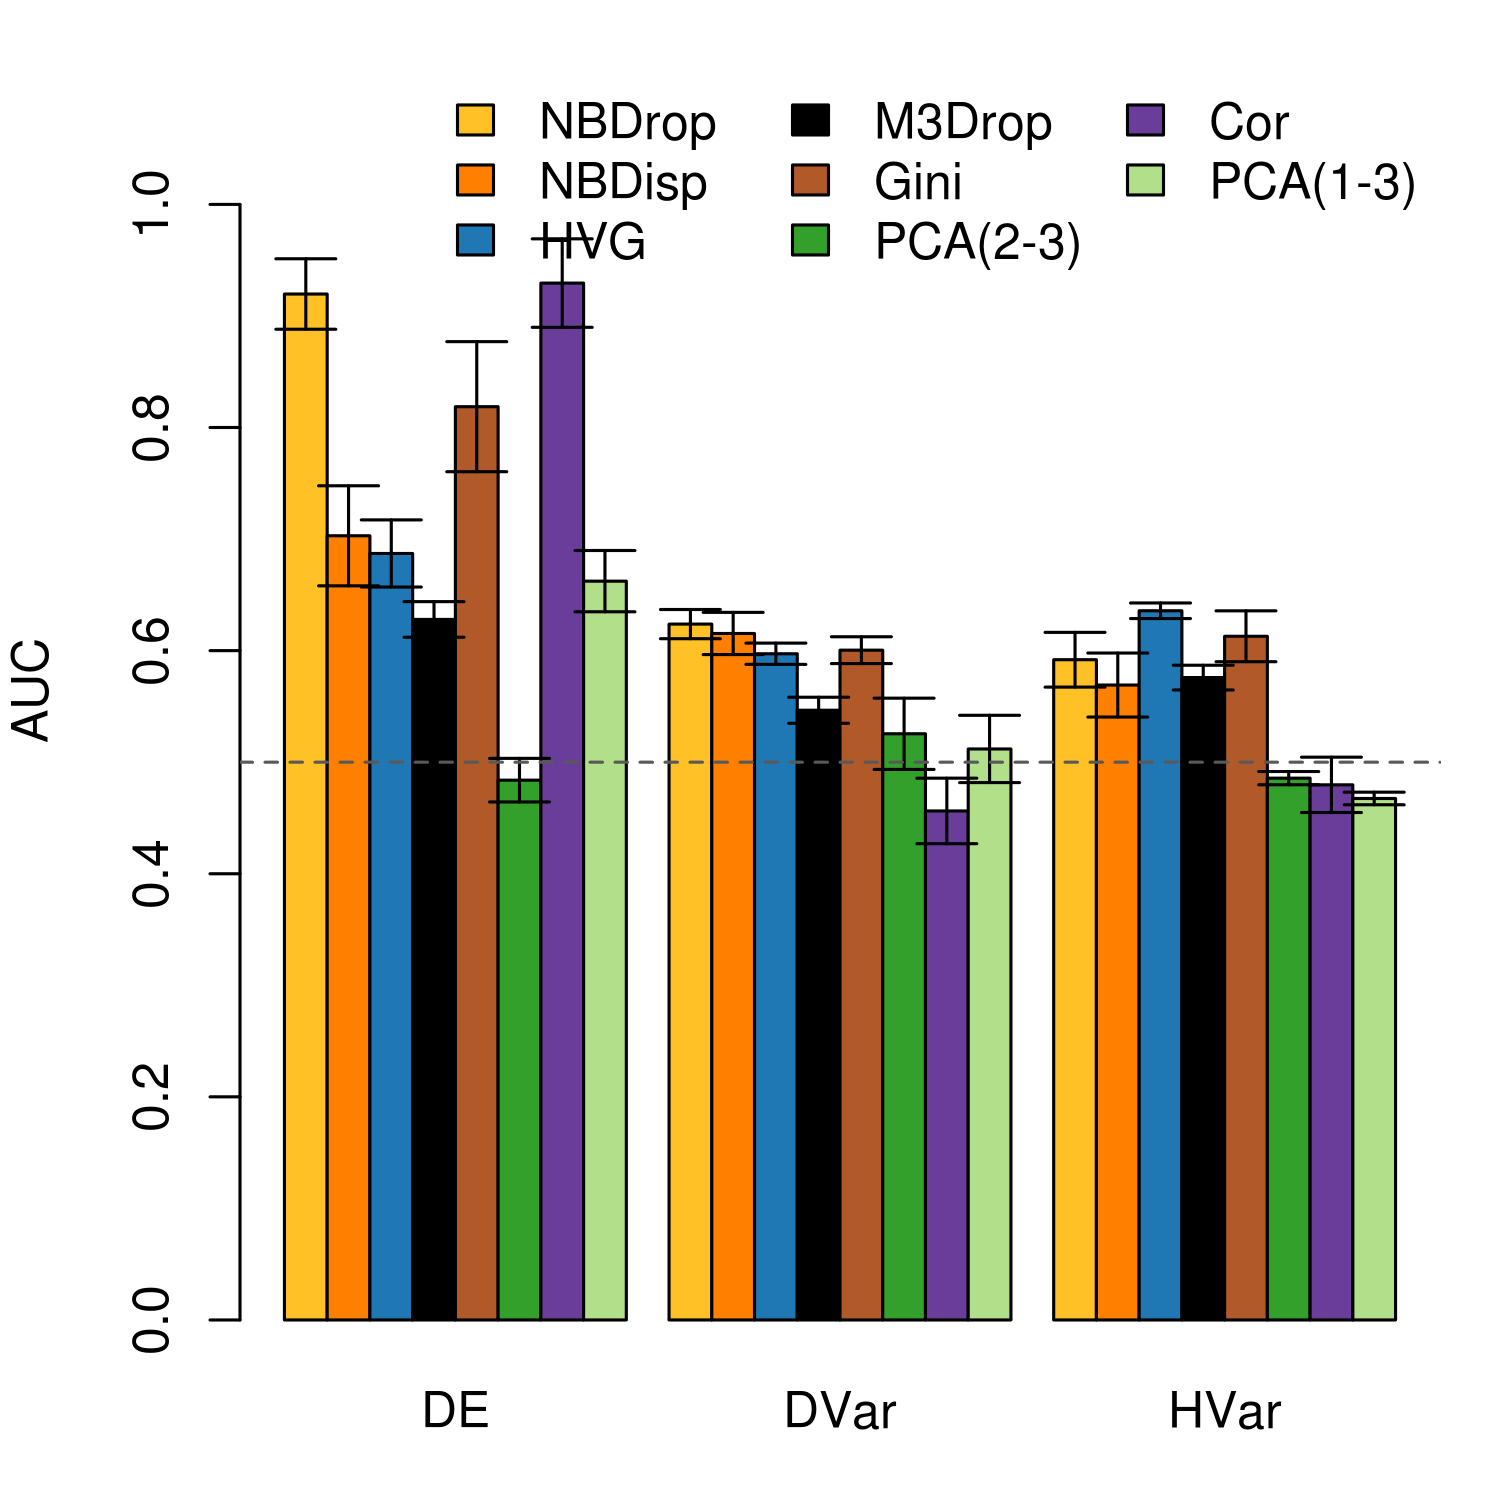 NBDrop M3Drop Cor
NBDisp Gini PCA(1-3)
HVG PCA(2-3)
1.0
0.8
0.6
0.4
0.2
0.0
AUC
DE DVar HVar